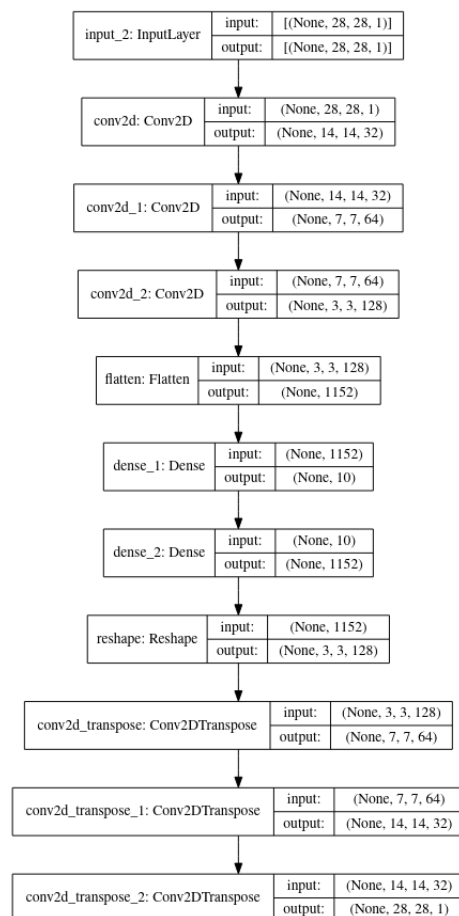 input_2: InputLayer
input: [(None, 28, 28, 1)]
output: [(None, 28, 28, 1)]
conv2d: Conv2D
input: (None, 28, 28, 1)
output: (None, 14, 14, 32)
conv2d_1: Conv2D
input: (None, 14, 14, 32)
output: (None, 7, 7, 64)
conv2d_2: Conv2D
input: (None, 7, 7, 64)
output: (None, 3, 3, 128)
flatten: Flatten
input: (None, 3, 3, 128)
output: (None, 1152)
dense_1: Dense
input: (None, 1152)
output: (None, 10)
dense_2: Dense
input: (None, 10)
output: (None, 1152)
reshape: Reshape
input: (None, 1152)
output: (None, 3, 3, 128)
conv2d_transpose: Conv2DTranspose
input: (None, 3, 3, 128)
output: (None, 7, 7, 64)
conv2d_transpose_1: Conv2DTranspose
input: (None, 7, 7, 64)
output: (None, 14, 14, 32)
conv2d_transpose_2: Conv2DTranspose
input: (None, 14, 14, 32)
output: (None, 28, 28, 1)